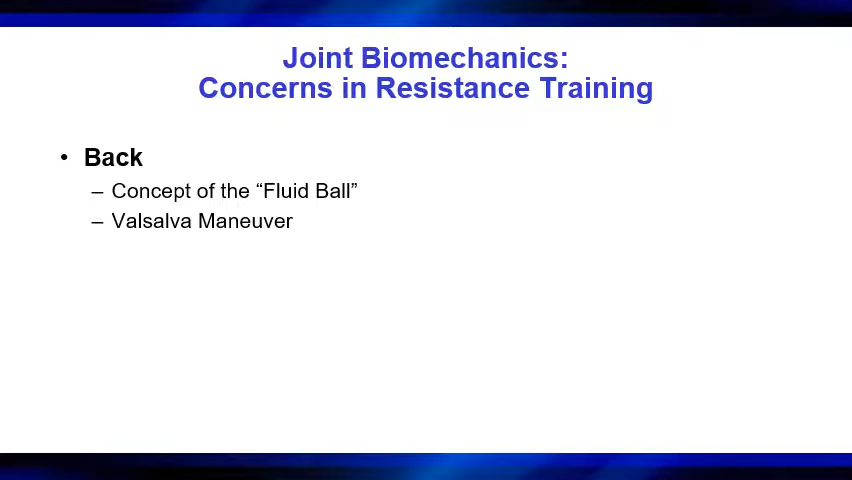 Joint Biomechanics:
Concerns in Resistance Training
• Back
– Concept of the “Fluid Ball”
– Valsalva Maneuver